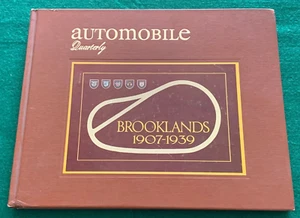 automobile
Quarterly
BROOKLANDS
1907-1939